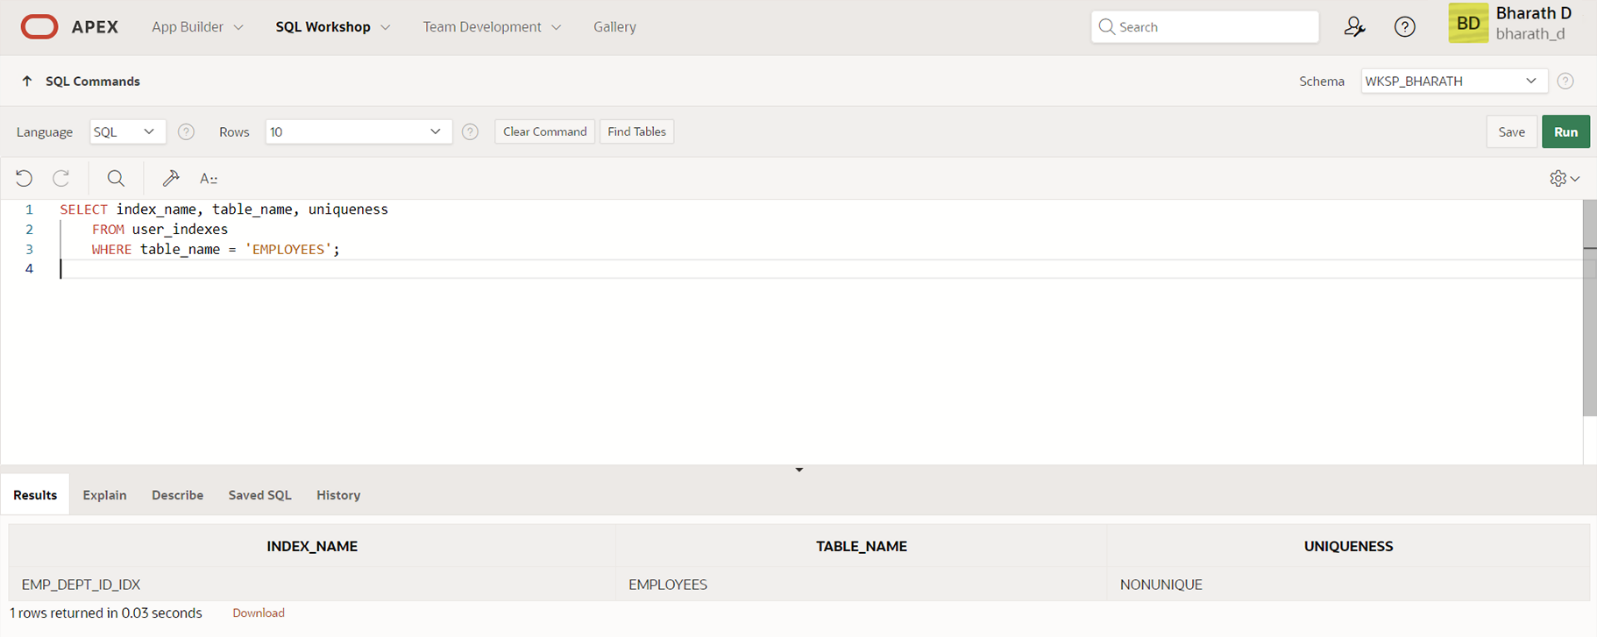 APEX App Builder SQL Workshop Team Development Gallery Search ? BD Bharath D
bharath_d
SQL Commands Schema WKSP_BHARATH ?
Language SQL ? Rows 10 ? Clear Command Find Tables Save Run
A
1 SELECT index_name, table_name, uniqueness
2 FROM user_indexes
3 WHERE table_name = 'EMPLOYEES';
4
Results Explain Describe Saved SQL History
INDEX_NAME TABLE_NAME UNIQUENESS
EMP_DEPT_ID_IDX EMPLOYEES NONUNIQUE
1 rows returned in 0.03 seconds Download